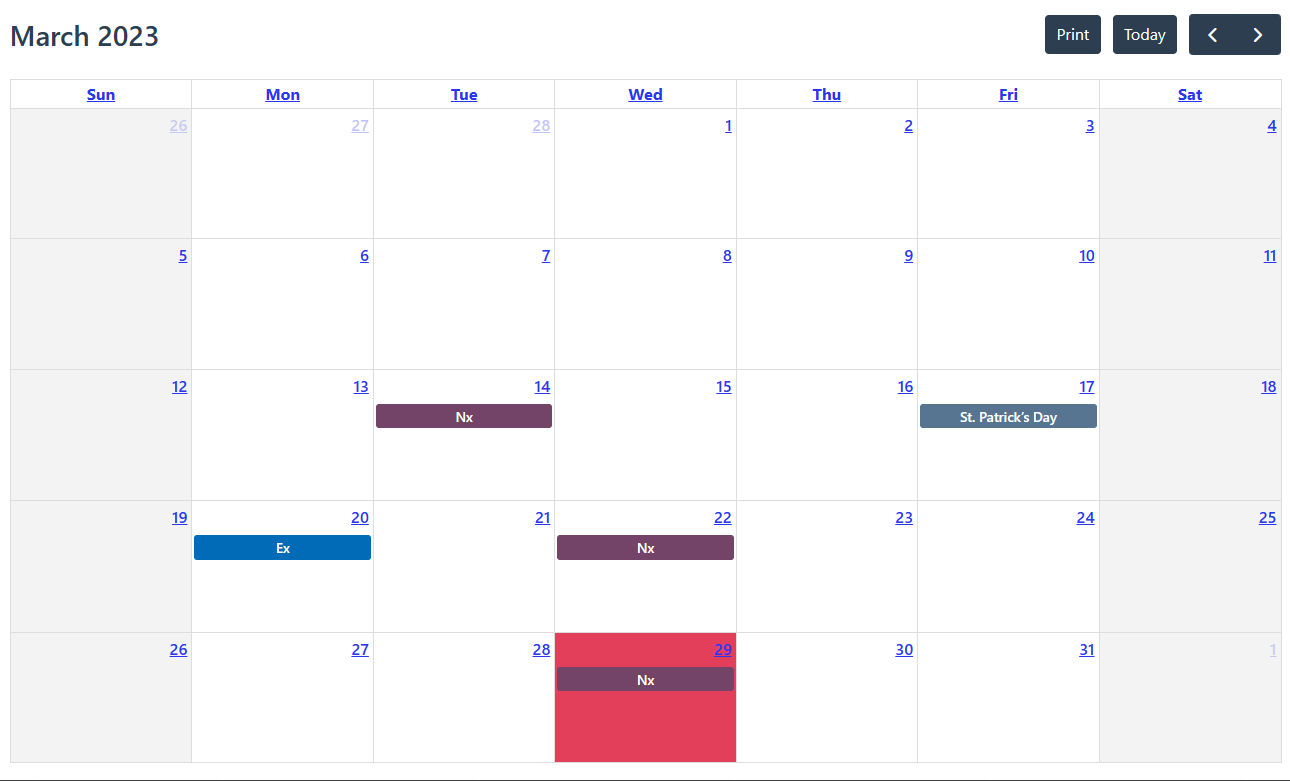 March 2023 Print Today
Sun Mon Tue Wed Thu Fri Sat
26 27 28 1 2 3 4
5 6 7 8 9 10 11
12 13 14 15 16 17 18
Nx St. Patrick's Day
19 20 21 22 23 24 25
Ex Nx
26 27 28 29 30 31 1
Nx